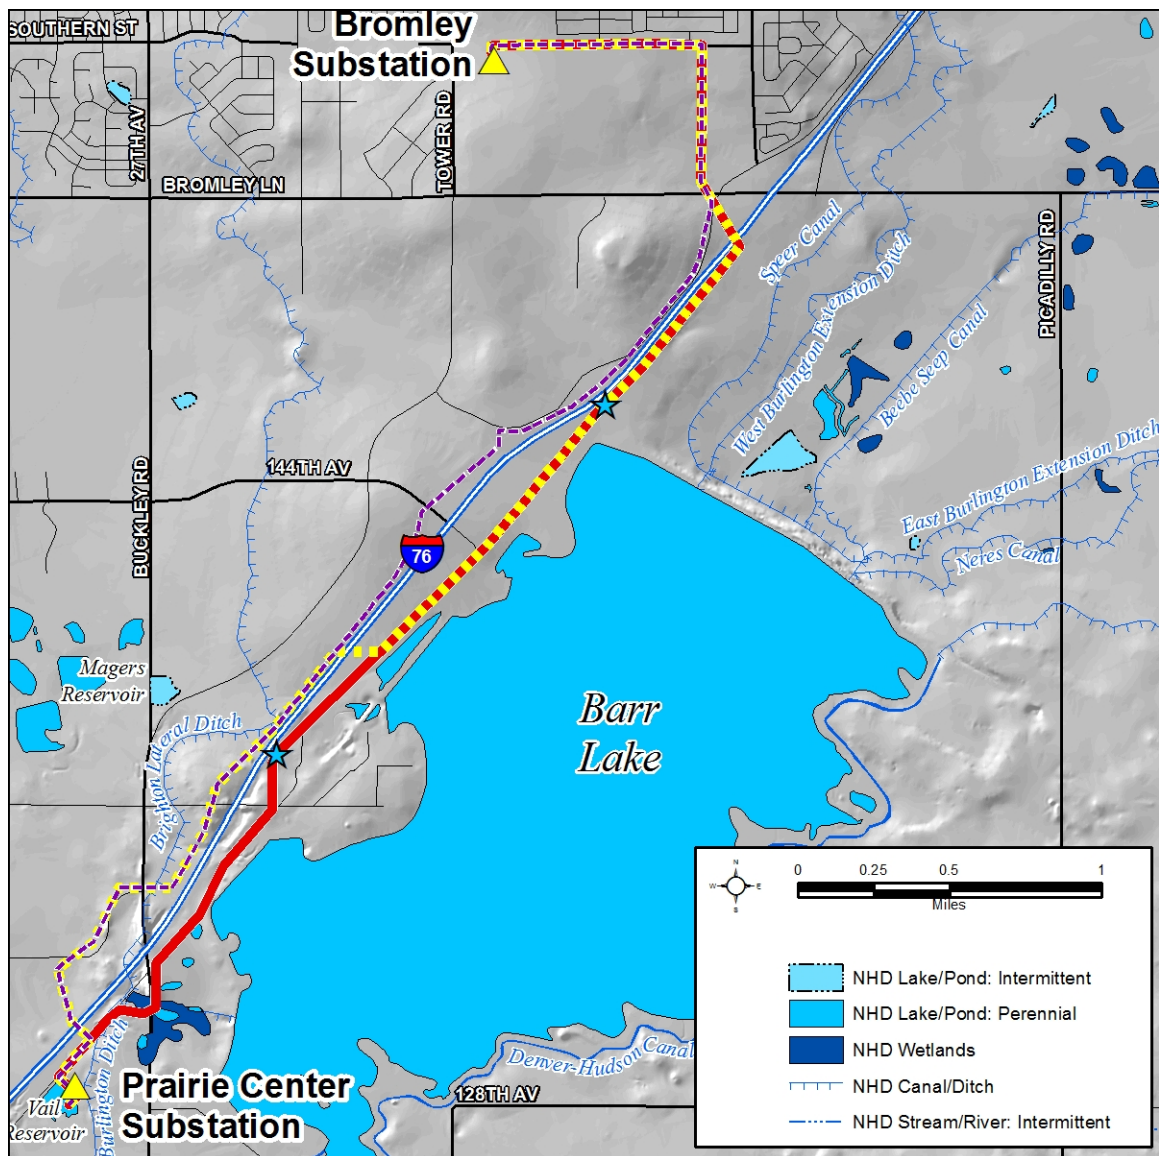 SOUTHERN ST
Bromley
Substation
27TH AV
TOWER RD
BROMLEY LN
PICADILLY RD
Speer Canal
West Burlington Extension Ditch
Beebe Seep Canal
East Burlington Extension Ditch
Neres Canal
144TH AV
BUCKLEY RD
76
Magers
Reservoir
Brighton Lateral Ditch
Barr
Lake
Denver-Hudson Canal
128TH AV
Burlington Ditch
Prairie Center
Substation
Vail
Reservoir
N
W E
S
0 0.25 0.5 1
Miles
NHD Lake/Pond: Intermittent
NHD Lake/Pond: Perennial
NHD Wetlands
NHD Canal/Ditch
NHD Stream/River: Intermittent